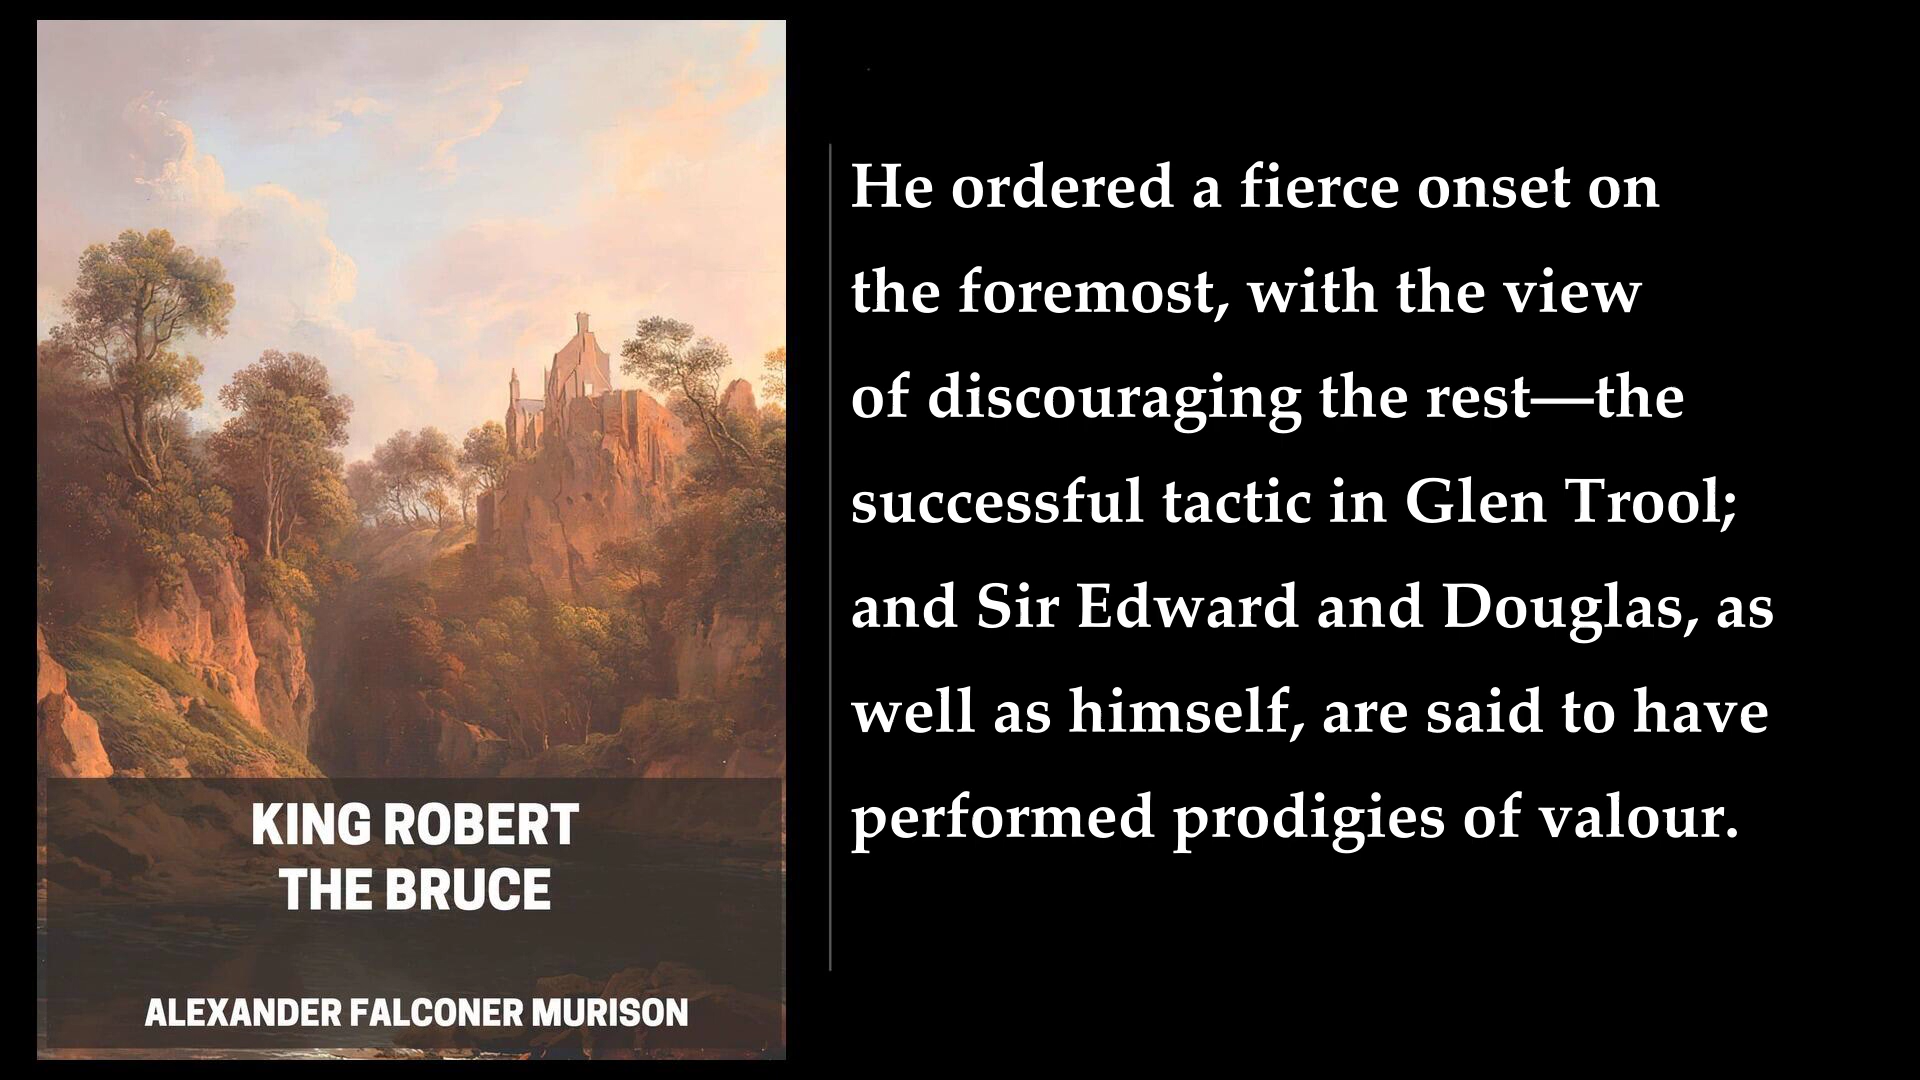 KING ROBERT
THE BRUCE
ALEXANDER FALCONER MURISON
He ordered a fierce onset on
the foremost, with the view
of discouraging the rest—the
successful tactic in Glen Trool;
and Sir Edward and Douglas, as
well as himself, are said to have
performed prodigies of valour.